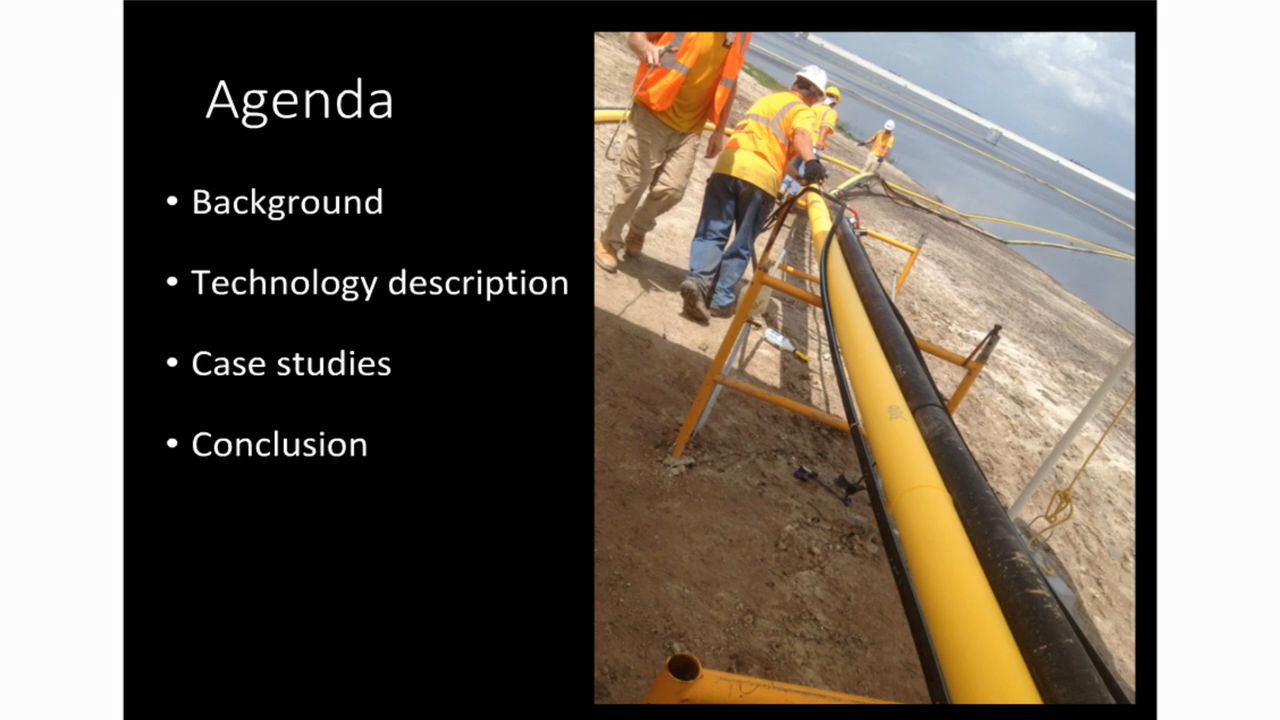 Agenda
• Background
• Technology description
• Case studies
• Conclusion